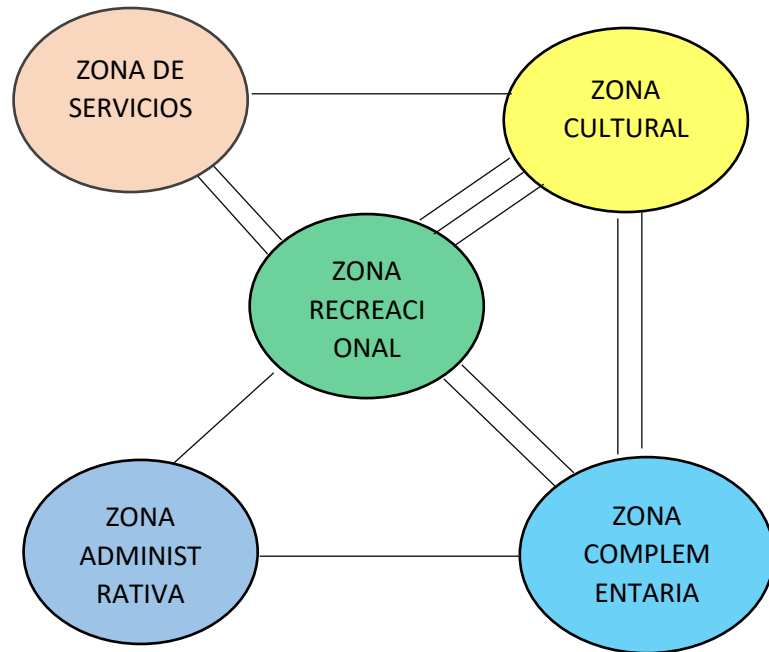 ZONA DE
SERVICIOS
ZONA
CULTURAL
ZONA
RECREACI
ONAL
ZONA
ADMINIST
RATIVA
ZONA
COMPLEM
ENTARIA